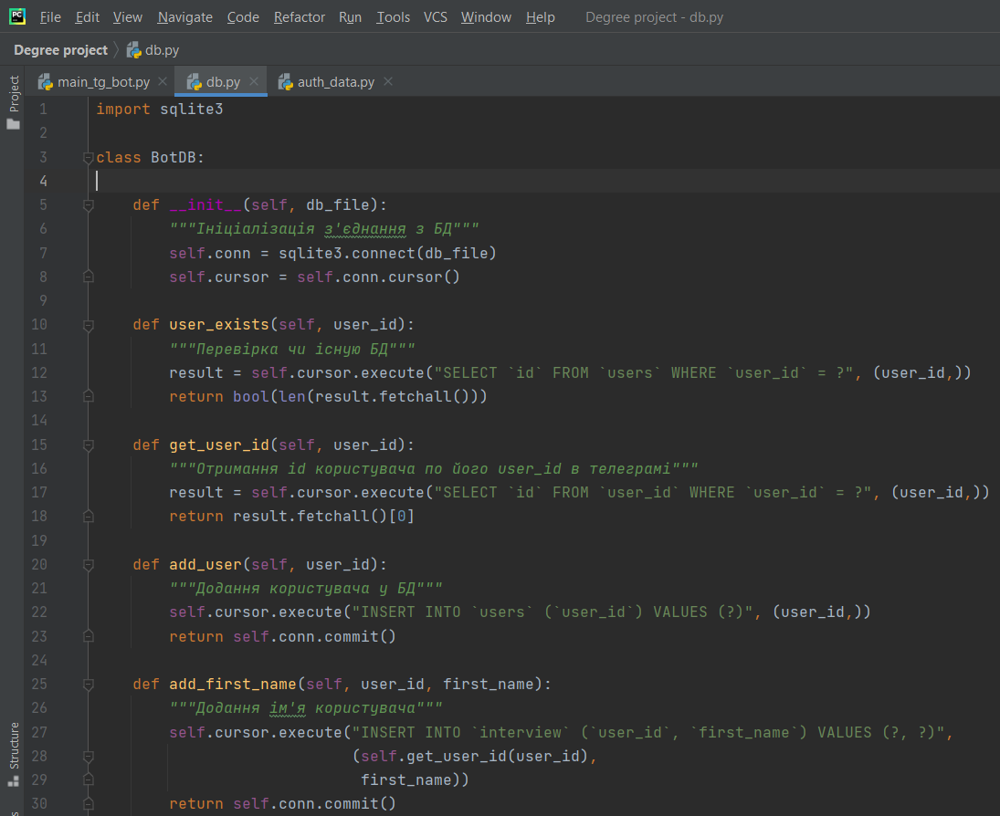 PC File Edit View Navigate Code Refactor Run Tools VCS Window Help Degree project - db.py
Degree project db.py
main_tg_bot.py db.py auth_data.py
Project
Structure
1 import sqlite3
2
3 class BotDB:
4
5 def __init__(self, db_file):
6 """Ініціалізація з'єднання з БД"""
7 self.conn = sqlite3.connect(db_file)
8 self.cursor = self.conn.cursor()
9
10 def user_exists(self, user_id):
11 """Перевірка чи існую БД"""
12 result = self.cursor.execute("SELECT `id` FROM `users` WHERE `user_id` = ?", (user_id,))
13 return bool(len(result.fetchall()))
14
15 def get_user_id(self, user_id):
16 """Отримання id користувача по його user_id в телеграмі"""
17 result = self.cursor.execute("SELECT `id` FROM `user_id` WHERE `user_id` = ?", (user_id,))
18 return result.fetchall()[0]
19
20 def add_user(self, user_id):
21 """Додання користувача у БД"""
22 self.cursor.execute("INSERT INTO `users` (`user_id`) VALUES (?)", (user_id,))
23 return self.conn.commit()
24
25 def add_first_name(self, user_id, first_name):
26 """Додання ім'я користувача"""
27 self.cursor.execute("INSERT INTO `interview` (`user_id`, `first_name`) VALUES (?, ?)",
28 (self.get_user_id(user_id),
29 first_name))
30 return self.conn.commit()